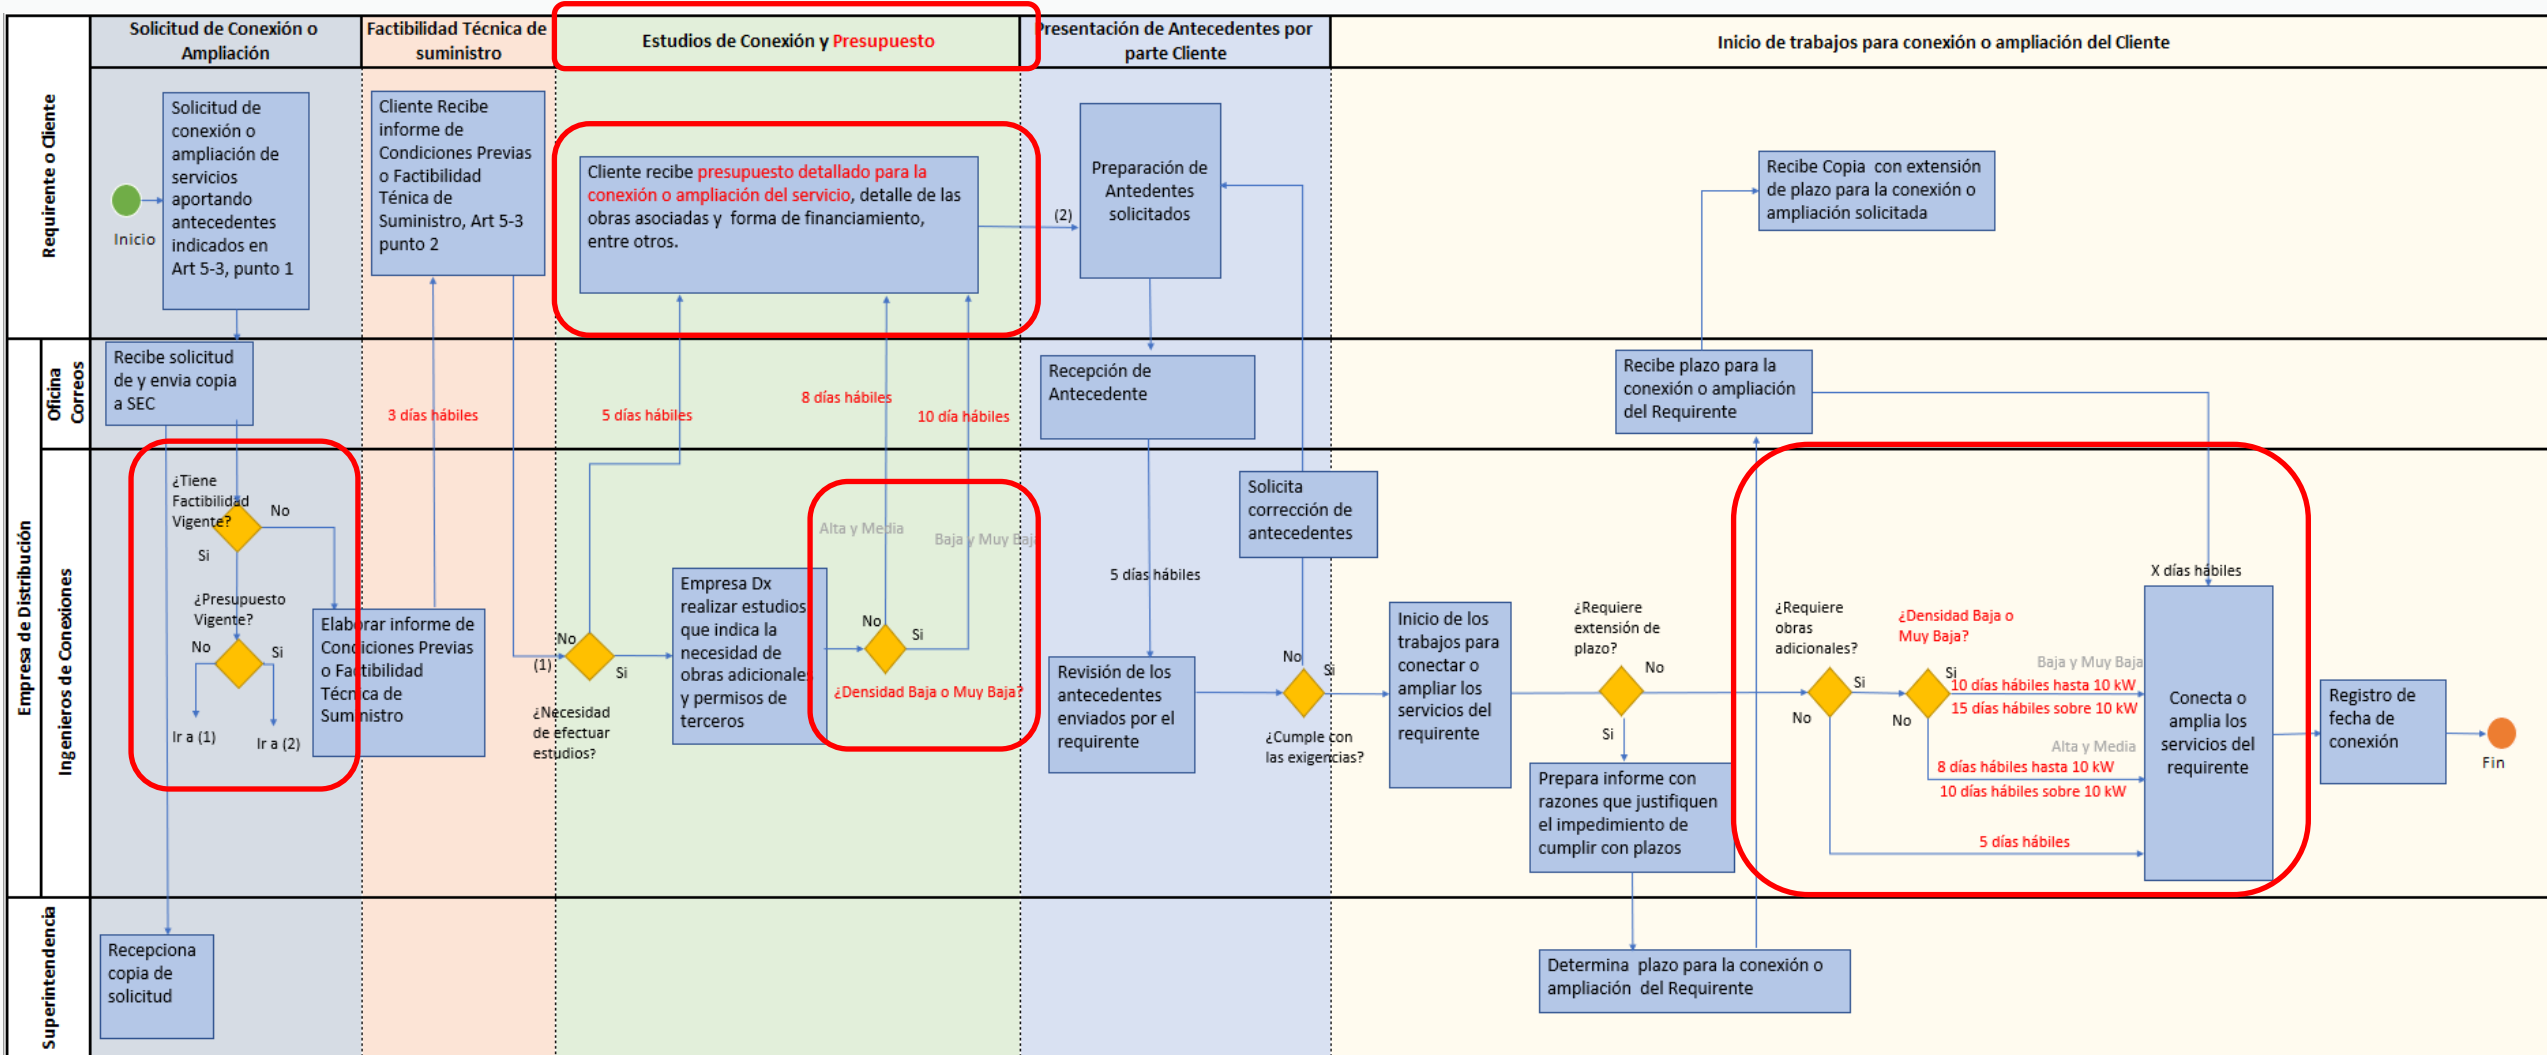 Solicitud de Conexión o
Ampliación
Factibilidad Técnica de
suministro
Estudios de Conexión y Presupuesto
Presentación de Antecedentes por
parte Cliente
Inicio de trabajos para conexión o ampliación del Cliente
Requirente o Cliente
Inicio
Solicitud de
conexión o
ampliación de
servicios
aportando
antecedentes
indicados en
Art 5-3, punto 1
Cliente Recibe
informe de
Condiciones Previas
o Factibilidad
Ténica de
Suministro, Art 5-3
punto 2
Cliente recibe presupuesto detallado para la
conexión o ampliación del servicio, detalle de las
obras asociadas y forma de financiamiento,
entre otros.
(2)
Preparación de
Antedentes
solicitados
Recibe Copia con extensión
de plazo para la conexión o
ampliación solicitada
Empresa de Distribución
Oficina
Correos
Recibe solicitud
de y envia copia
a SEC
3 días hábiles
5 días hábiles
8 días hábiles
10 día hábiles
Recepción de
Antecedente
Recibe plazo para la
conexión o ampliación
del Requirente
Ingenieros de Conexiones
¿Tiene
Factibilidad
Vigente?
No
Si
¿Presupuesto
Vigente?
No
Si
Ir a (1)
Ir a (2)
Elaborar informe de
Condiciones Previas
o Factibilidad
Técnica de
Suministro
(1)
No
Si
¿Necesidad
de efectuar
estudios?
Empresa Dx
realizar estudios
que indica la
necesidad de
obras adicionales
y permisos de
terceros
Alta y Media
Baja y Muy Baja
No
Si
¿Densidad Baja o Muy Baja?
5 días hábiles
Revisión de los
antecedentes
enviados por el
requirente
Solicita
corrección de
antecedentes
No
Si
¿Cumple con
las exigencias?
Inicio de los
trabajos para
conectar o
ampliar los
servicios del
requirente
¿Requiere
extensión de
plazo?
No
Si
Prepara informe con
razones que justifiquen
el impedimiento de
cumplir con plazos
¿Requiere
obras
adicionales?
Si
No
¿Densidad Baja o
Muy Baja?
Si
No
Baja y Muy Baja
10 días hábiles hasta 10 kW
15 días hábiles sobre 10 kW
Alta y Media
8 días hábiles hasta 10 kW
10 días hábiles sobre 10 kW
5 días hábiles
X días hábiles
Conecta o
amplia los
servicios del
requirente
Registro de
fecha de
conexión
Fin
Superintendencia
Recepciona
copia de
solicitud
Determina plazo para la conexión o
ampliación del Requirente